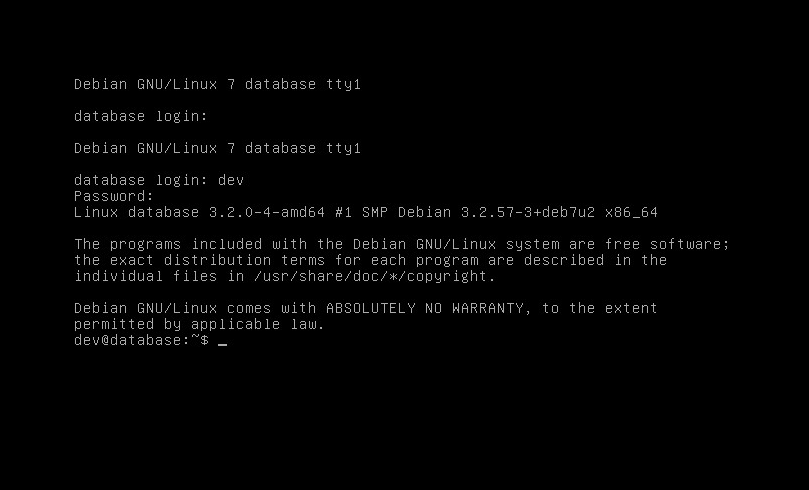 Debian GNU/Linux 7 database tty1
database login:
Debian GNU/Linux 7 database tty1
database login: dev
Password:
Linux database 3.2.0-4-amd64 #1 SMP Debian 3.2.57-3+deb7u2 x86_64
The programs included with the Debian GNU/Linux system are free software;
the exact distribution terms for each program are described in the
individual files in /usr/share/doc/*/copyright.
Debian GNU/Linux comes with ABSOLUTELY NO WARRANTY, to the extent
permitted by applicable law.
dev@database:~$ _